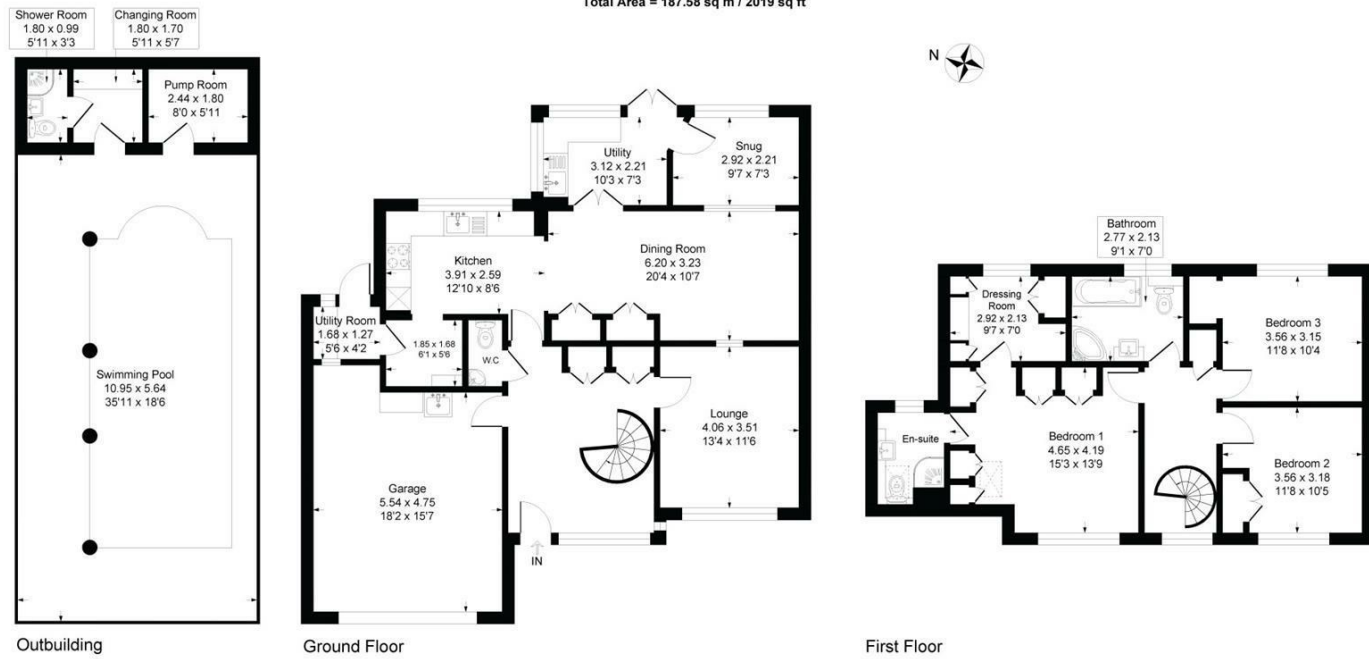 Total Area = 187.58 sq m / 2019 sq ft
Shower Room
1.80 x 0.99
5'11 x 3'3
Changing Room
1.80 x 1.70
5'11 x 5'7
Pump Room
2.44 x 1.80
8'0 x 5'11
Swimming Pool
10.95 x 5.64
35'11 x 18'6
Outbuilding
N
Utility
3.12 x 2.21
10'3 x 7'3
Snug
2.92 x 2.21
9'7 x 7'3
Kitchen
3.91 x 2.59
12'10 x 8'6
Dining Room
6.20 x 3.23
20'4 x 10'7
Utility Room
1.68 x 1.27
5'6 x 4'2
1.85 x 1.68
6'1 x 5'6
W.C
Lounge
4.06 x 3.51
13'4 x 11'6
Garage
5.54 x 4.75
18'2 x 15'7
IN
Ground Floor
Bathroom
2.77 x 2.13
9'1 x 7'0
Dressing
Room
2.92 x 2.13
9'7 x 7'0
Bedroom 3
3.56 x 3.15
11'8 x 10'4
En-suite
Bedroom 1
4.65 x 4.19
15'3 x 13'9
Bedroom 2
3.56 x 3.18
11'8 x 10'5
First Floor